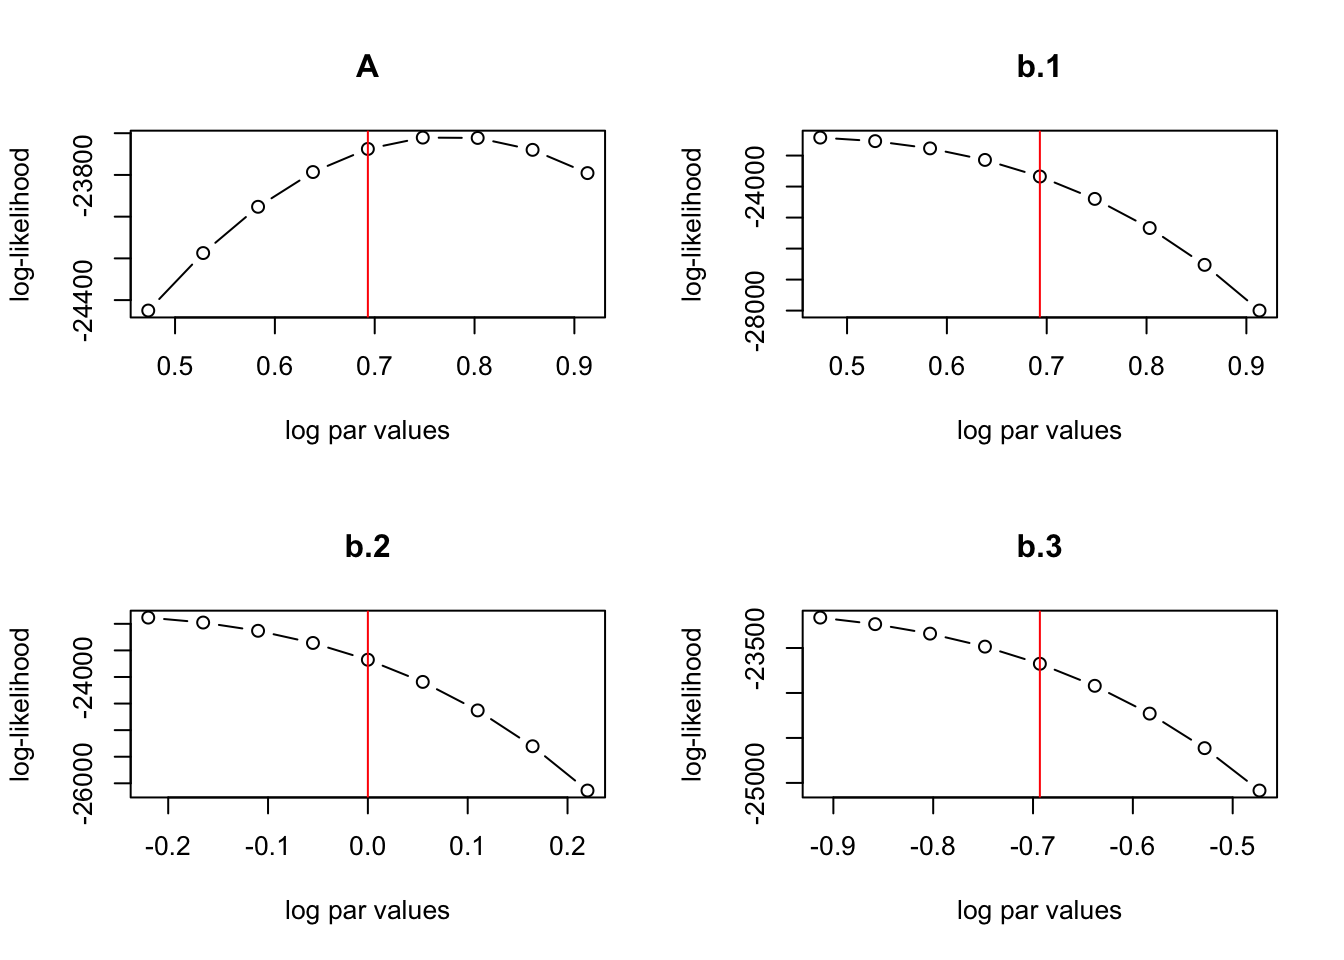 A
log-likelihood
-24400 -23800
0.5 0.6 0.7 0.8 0.9
log par values
b.1
log-likelihood
-28000 -24000
0.5 0.6 0.7 0.8 0.9
log par values
b.2
log-likelihood
-26000 -24000
-0.2 -0.1 0.0 0.1 0.2
log par values
b.3
log-likelihood
-25000 -23500
-0.9 -0.8 -0.7 -0.6 -0.5
log par values